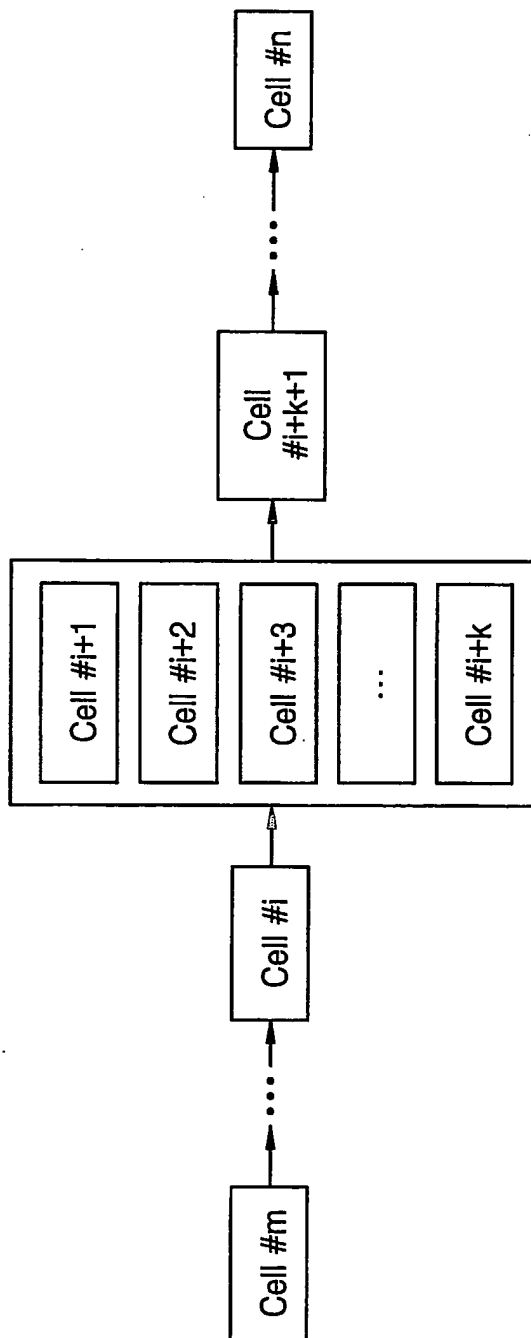 Cell #m
...
Cell #i
Cell #i+1
Cell #i+2
Cell #i+3
...
Cell #i+k
Cell
#i+k+1
...
Cell #n